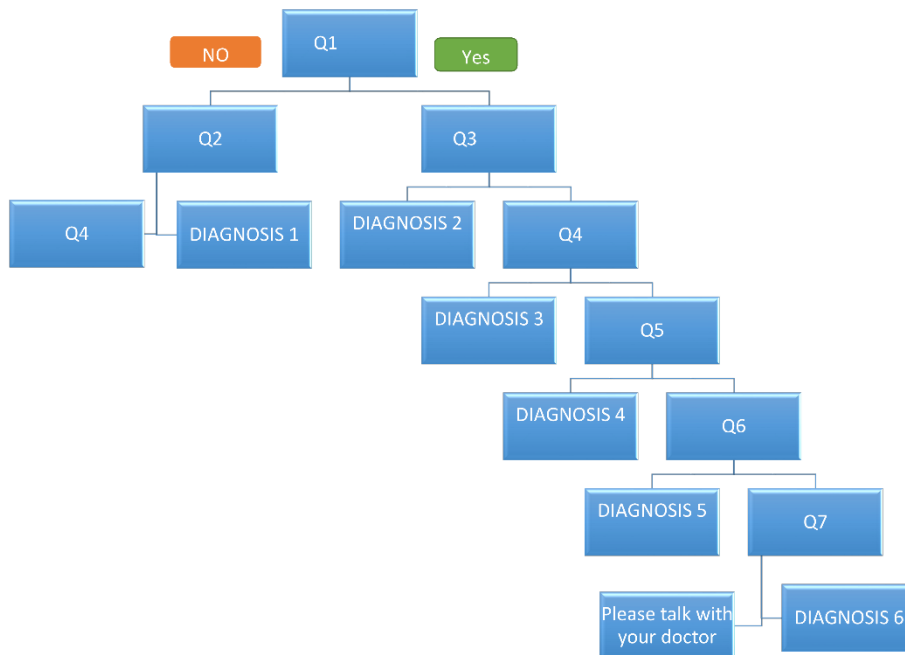 NO
Q1
Yes
Q2
Q3
Q4
DIAGNOSIS 1
DIAGNOSIS 2
Q4
DIAGNOSIS 3
Q5
DIAGNOSIS 4
Q6
DIAGNOSIS 5
Q7
Please talk with
your doctor
DIAGNOSIS 6